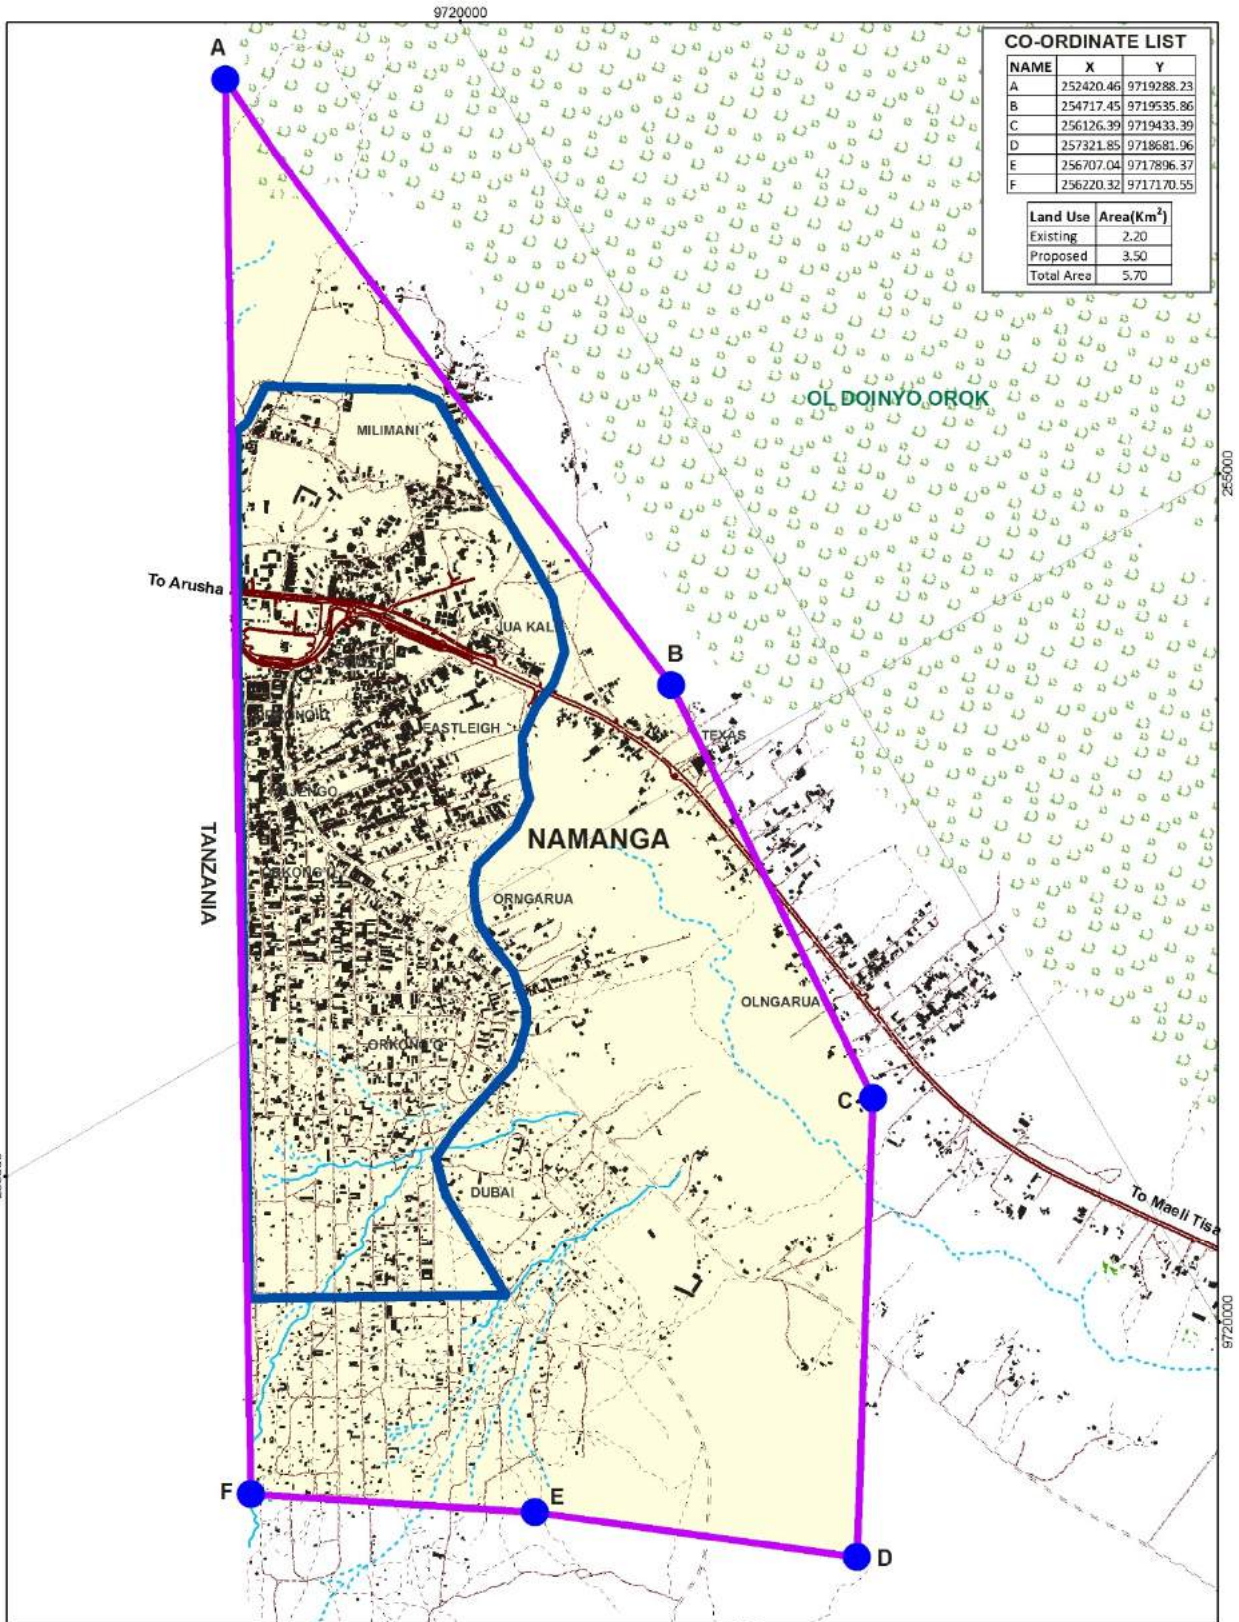 9720000
CO-ORDINATE LIST
NAME X Y
A 252420.46 9719288.23
B 254717.45 9719535.86
C 256126.39 9719433.39
D 257321.85 9718681.96
E 256707.04 9717896.37
F 256220.32 9717170.55
Land Use Area(Km²)
Existing 2.20
Proposed 3.50
Total Area 5.70
A
OL DOINYO OROK
MILIMANI
255000
To Arusha
JUA KALI
B
EASTLEIGH
TEXAS
TANZANIA
NAMANGA
ORKONG'O
ORNGARUA
OLNGARUA
ORKONG'O
C
DUBAI
To Maeli Tisa
9720000
F
E
D